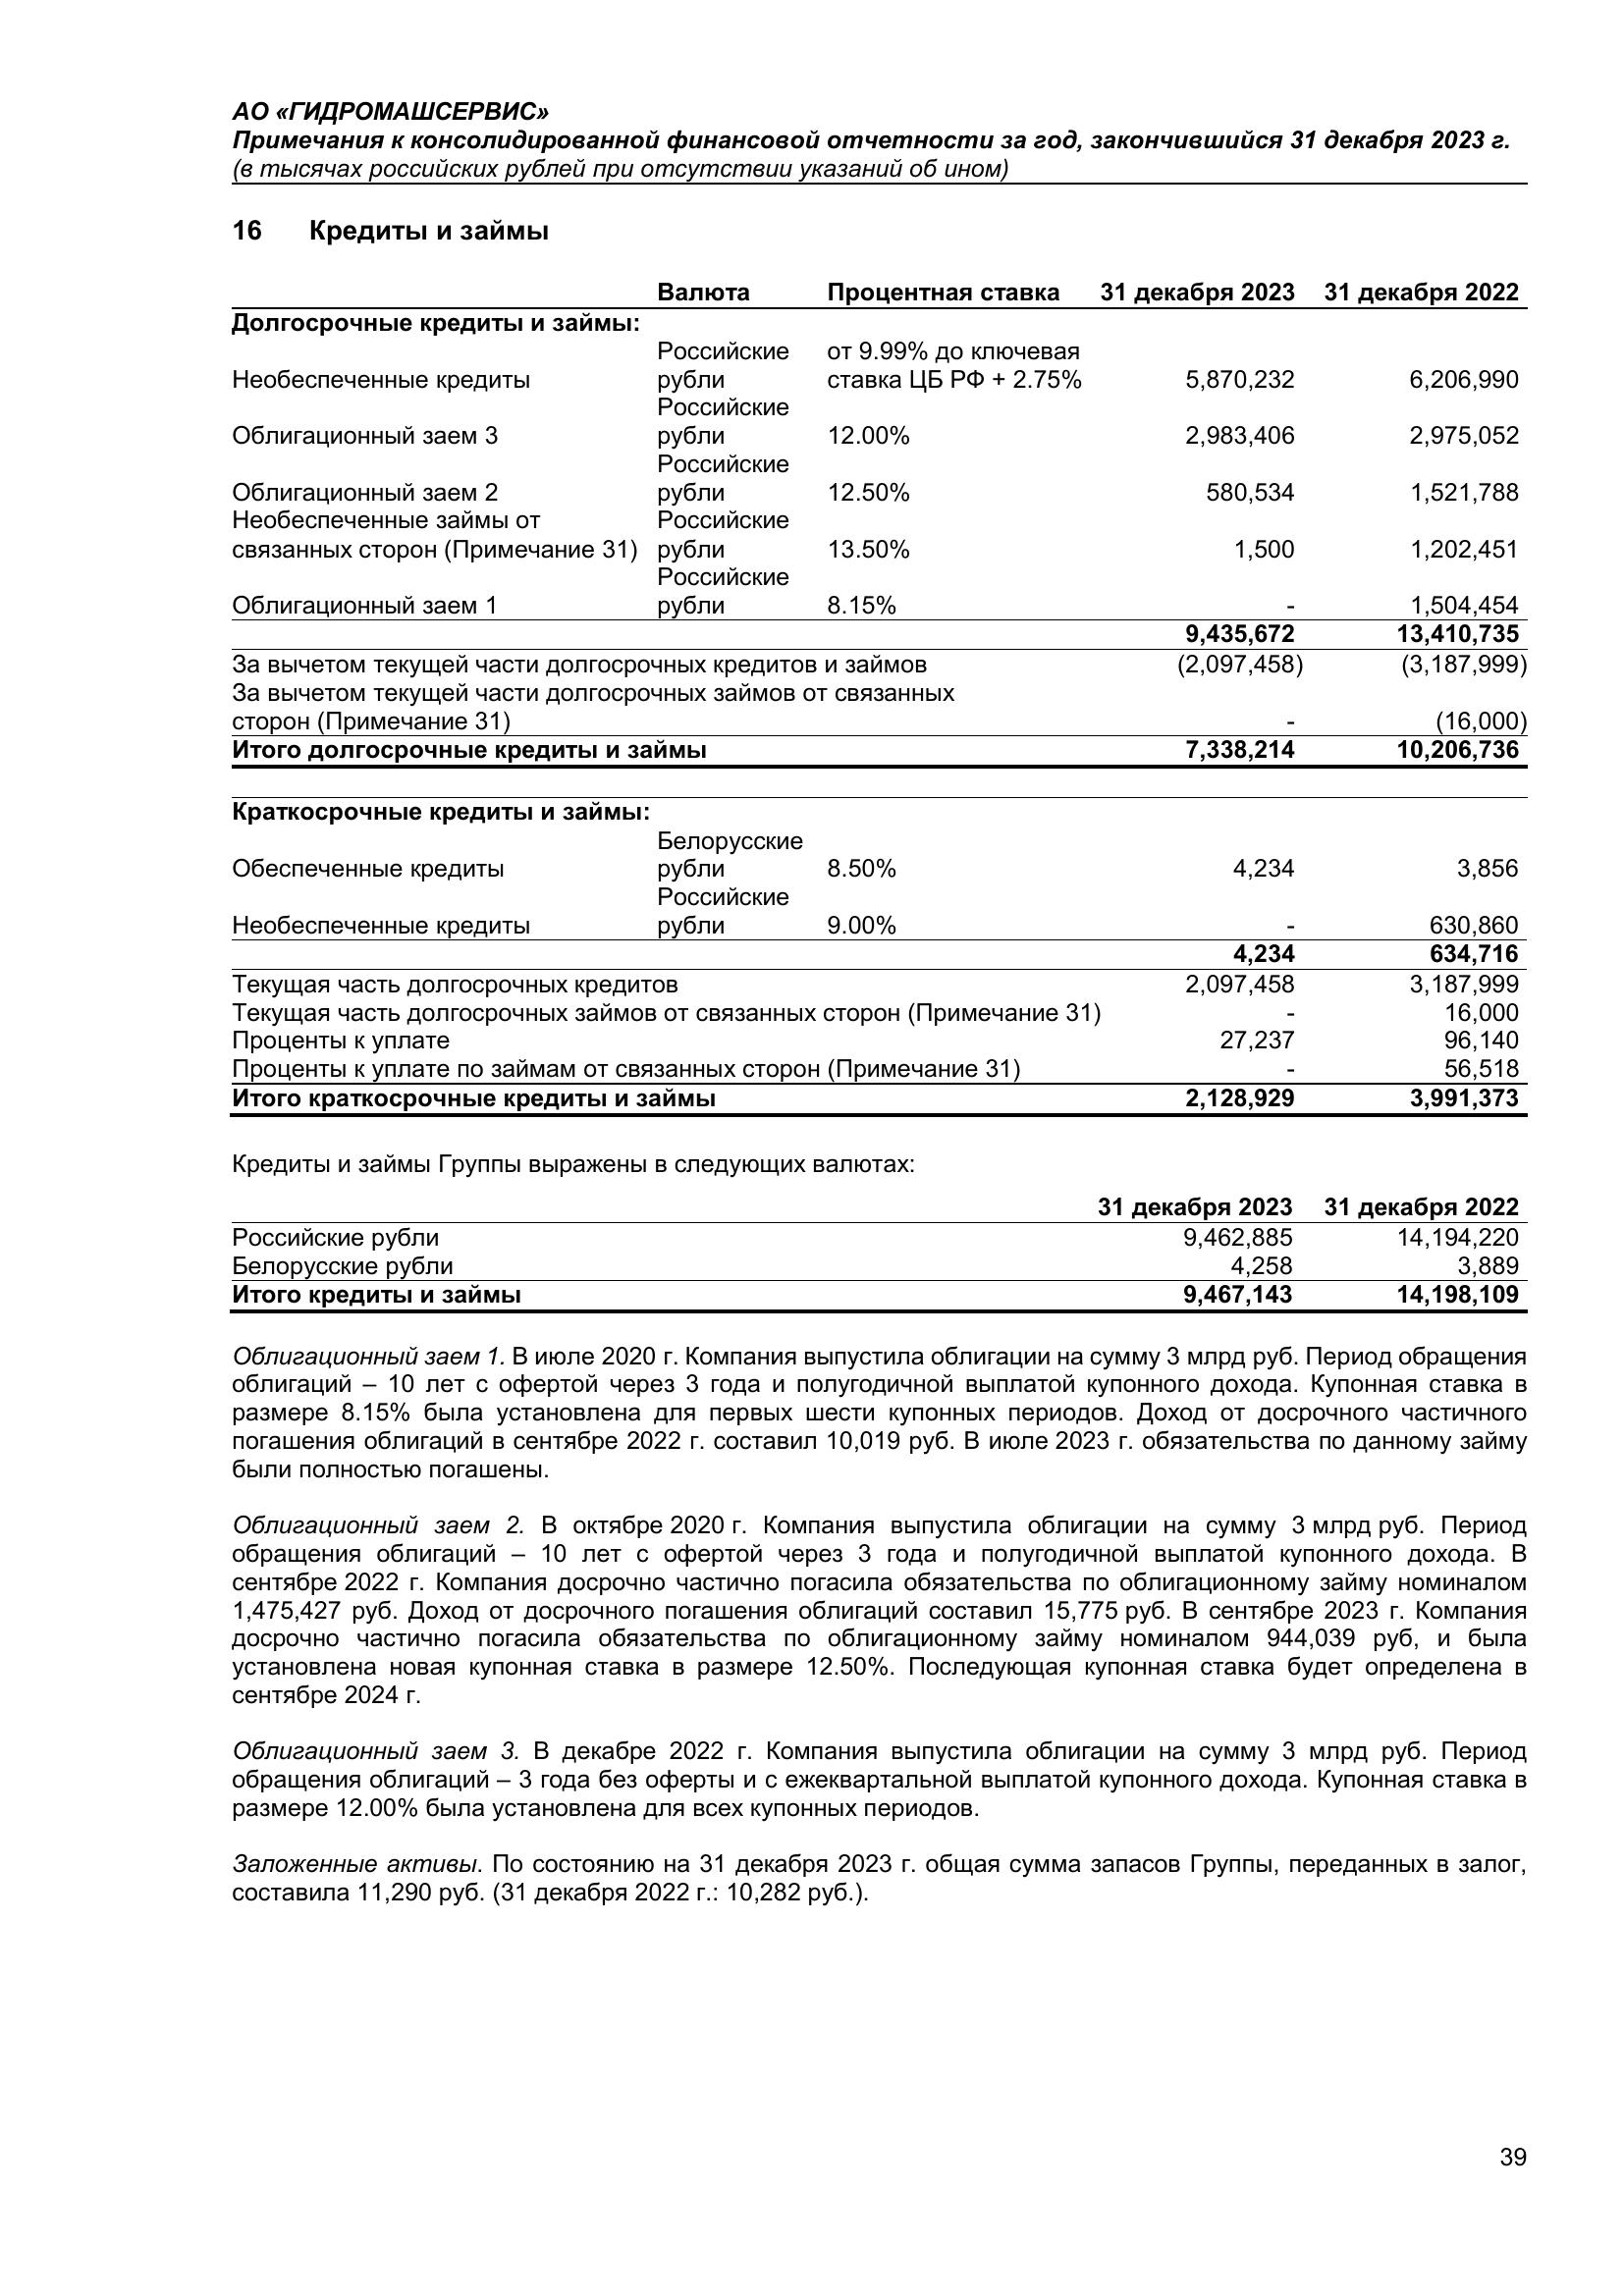 АО «ГИДРОМАШСЕРВИС»
Примечания к консолидированной финансовой отчетности за год, закончившийся 31 декабря 2023 г.
(в тысячах российских рублей при отсутствии указаний об ином)
16 Кредиты и займы
Валюта Процентная ставка 31 декабря 2023 31 декабря 2022
Долгосрочные кредиты и займы:
Российские от 9.99% до ключевая
Необеспеченные кредиты рубли ставка ЦБ РФ + 2.75% 5,870,232 6,206,990
Российские
Облигационный заем 3 рубли 12.00% 2,983,406 2,975,052
Российские
Облигационный заем 2 рубли 12.50% 580,534 1,521,788
Необеспеченные займы от Российские
связанных сторон (Примечание 31) рубли 13.50% 1,500 1,202,451
Российские
Облигационный заем 1 рубли 8.15% - 1,504,454
9,435,672 13,410,735
За вычетом текущей части долгосрочных кредитов и займов (2,097,458) (3,187,999)
За вычетом текущей части долгосрочных займов от связанных
сторон (Примечание 31) - (16,000)
Итого долгосрочные кредиты и займы 7,338,214 10,206,736
Краткосрочные кредиты и займы:
Белорусские
Обеспеченные кредиты рубли 8.50% 4,234 3,856
Российские
Необеспеченные кредиты рубли 9.00% - 630,860
4,234 634,716
Текущая часть долгосрочных кредитов 2,097,458 3,187,999
Текущая часть долгосрочных займов от связанных сторон (Примечание 31) - 16,000
Проценты к уплате 27,237 96,140
Проценты к уплате по займам от связанных сторон (Примечание 31) - 56,518
Итого краткосрочные кредиты и займы 2,128,929 3,991,373
Кредиты и займы Группы выражены в следующих валютах:
31 декабря 2023 31 декабря 2022
Российские рубли 9,462,885 14,194,220
Белорусские рубли 4,258 3,889
Итого кредиты и займы 9,467,143 14,198,109
Облигационный заем 1. В июле 2020 г. Компания выпустила облигации на сумму 3 млрд руб. Период обращения
облигаций – 10 лет с офертой через 3 года и полугодичной выплатой купонного дохода. Купонная ставка в
размере 8.15% была установлена для первых шести купонных периодов. Доход от досрочного частичного
погашения облигаций в сентябре 2022 г. составил 10,019 руб. В июле 2023 г. обязательства по данному займу
были полностью погашены.
Облигационный заем 2. В октябре 2020 г. Компания выпустила облигации на сумму 3 млрд руб. Период
обращения облигаций – 10 лет с офертой через 3 года и полугодичной выплатой купонного дохода. В
сентябре 2022 г. Компания досрочно частично погасила обязательства по облигационному займу номиналом
1,475,427 руб. Доход от досрочного погашения облигаций составил 15,775 руб. В сентябре 2023 г. Компания
досрочно частично погасила обязательства по облигационному займу номиналом 944,039 руб, и была
установлена новая купонная ставка в размере 12.50%. Последующая купонная ставка будет определена в
сентябре 2024 г.
Облигационный заем 3. В декабре 2022 г. Компания выпустила облигации на сумму 3 млрд руб. Период
обращения облигаций – 3 года без оферты и с ежеквартальной выплатой купонного дохода. Купонная ставка в
размере 12.00% была установлена для всех купонных периодов.
Заложенные активы. По состоянию на 31 декабря 2023 г. общая сумма запасов Группы, переданных в залог,
составила 11,290 руб. (31 декабря 2022 г.: 10,282 руб.).
39